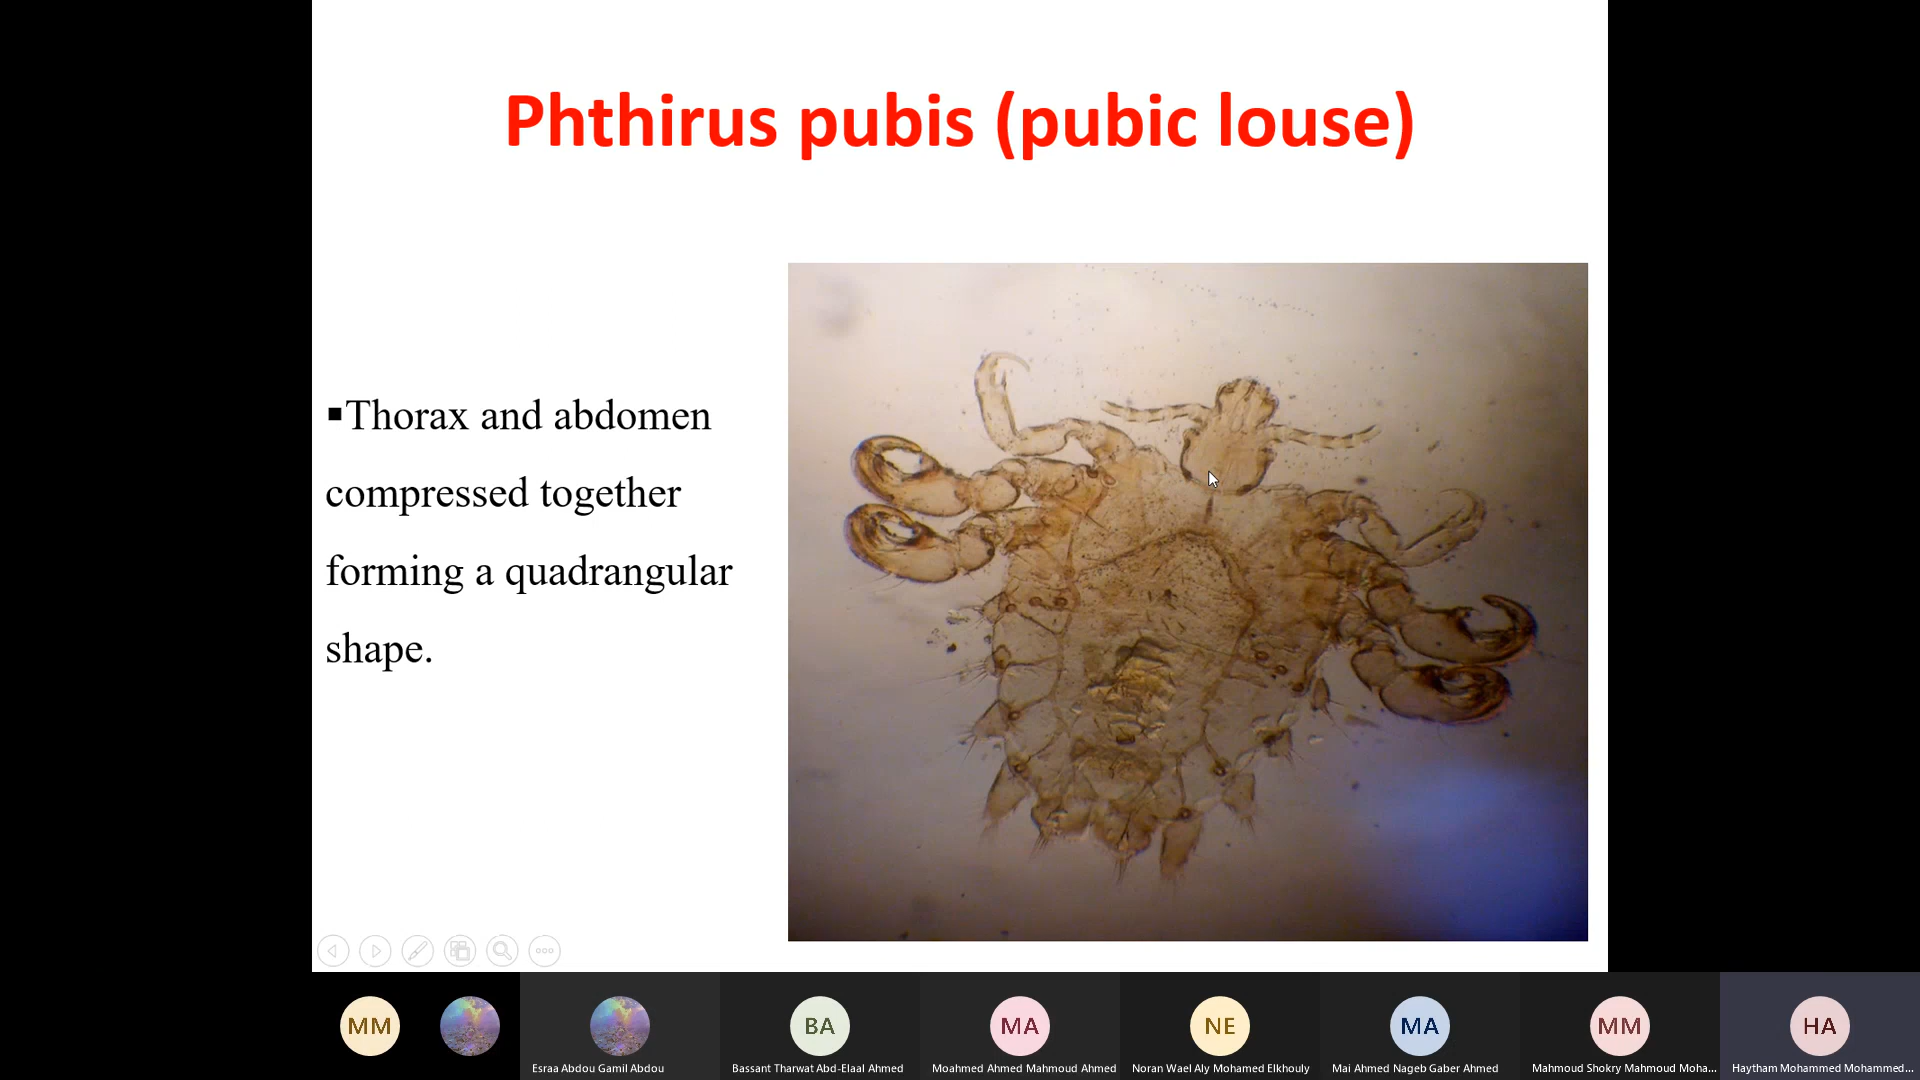 Phthirus pubis (pubic louse)
▪Thorax and abdomen
compressed together
forming a quadrangular
shape.
MM
BA
MA
NE
MA
MM
HA
Esraa Abdou Gamil Abdou
Bassant Tharwat Abd-Elaal Ahmed
Moahmed Ahmed Mahmoud Ahmed
Noran Wael Aly Mohamed Elkhouly
Mai Ahmed Nageb Gaber Ahmed
Mahmoud Shokry Mahmoud Moha...
Haytham Mohammed Mohammed...